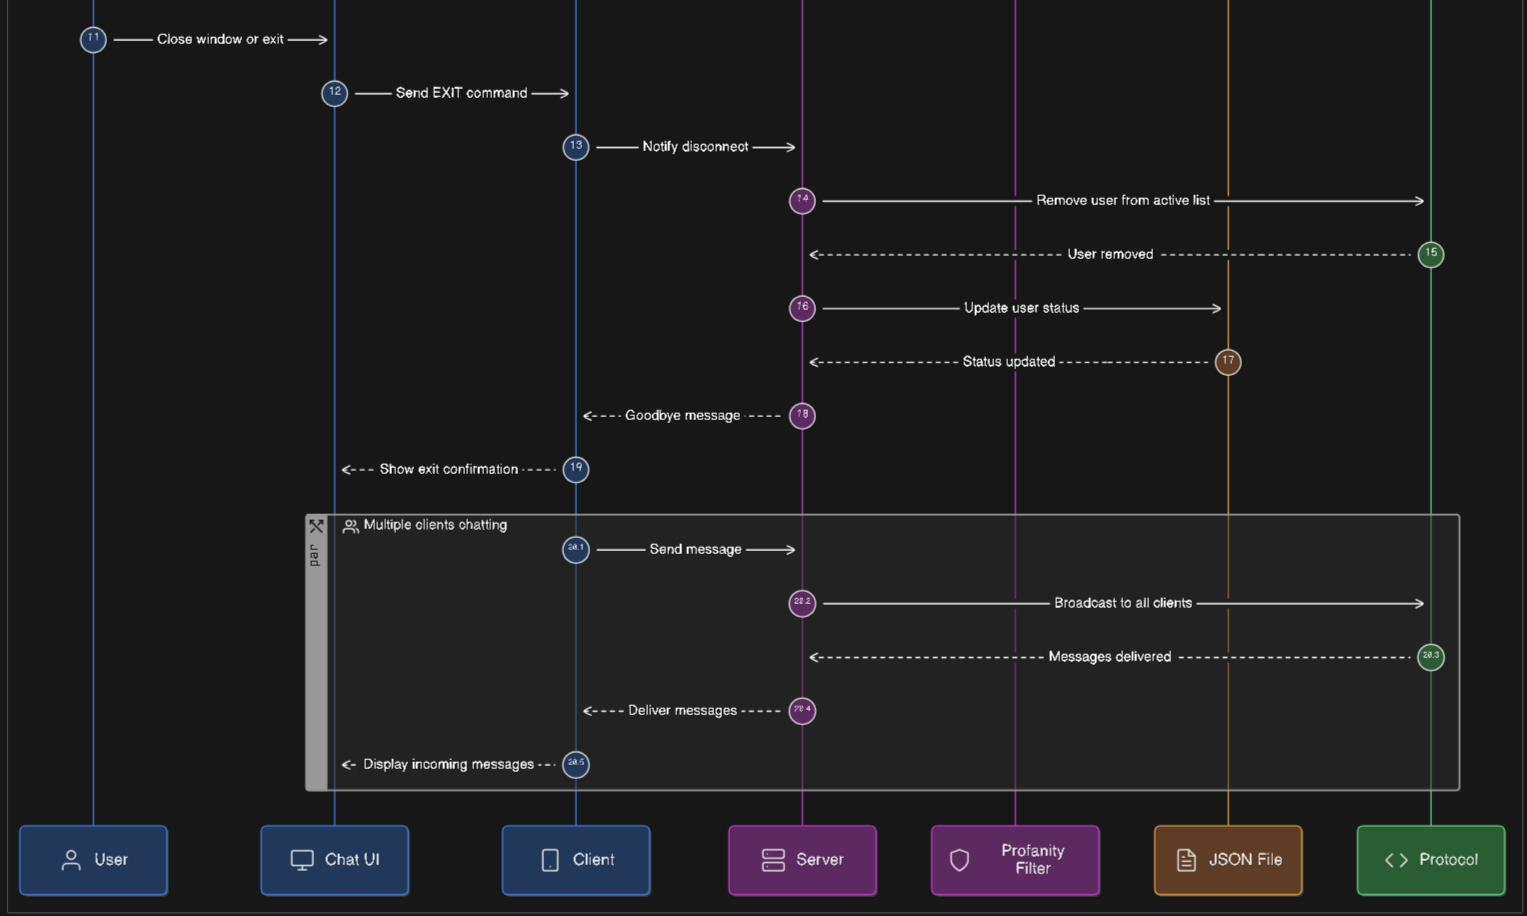 11
Close window or exit
12
Send EXIT command
13
Notify disconnect
14
Remove user from active list
User removed
15
16
Update user status
Status updated
17
Goodbye message
18
Show exit confirmation
19
par
Multiple clients chatting
20.1
Send message
20.2
Broadcast to all clients
Messages delivered
20.3
Deliver messages
20.4
Display incoming messages
20.5
User
Chat UI
Client
Server
Profanity
Filter
JSON File
Protocol